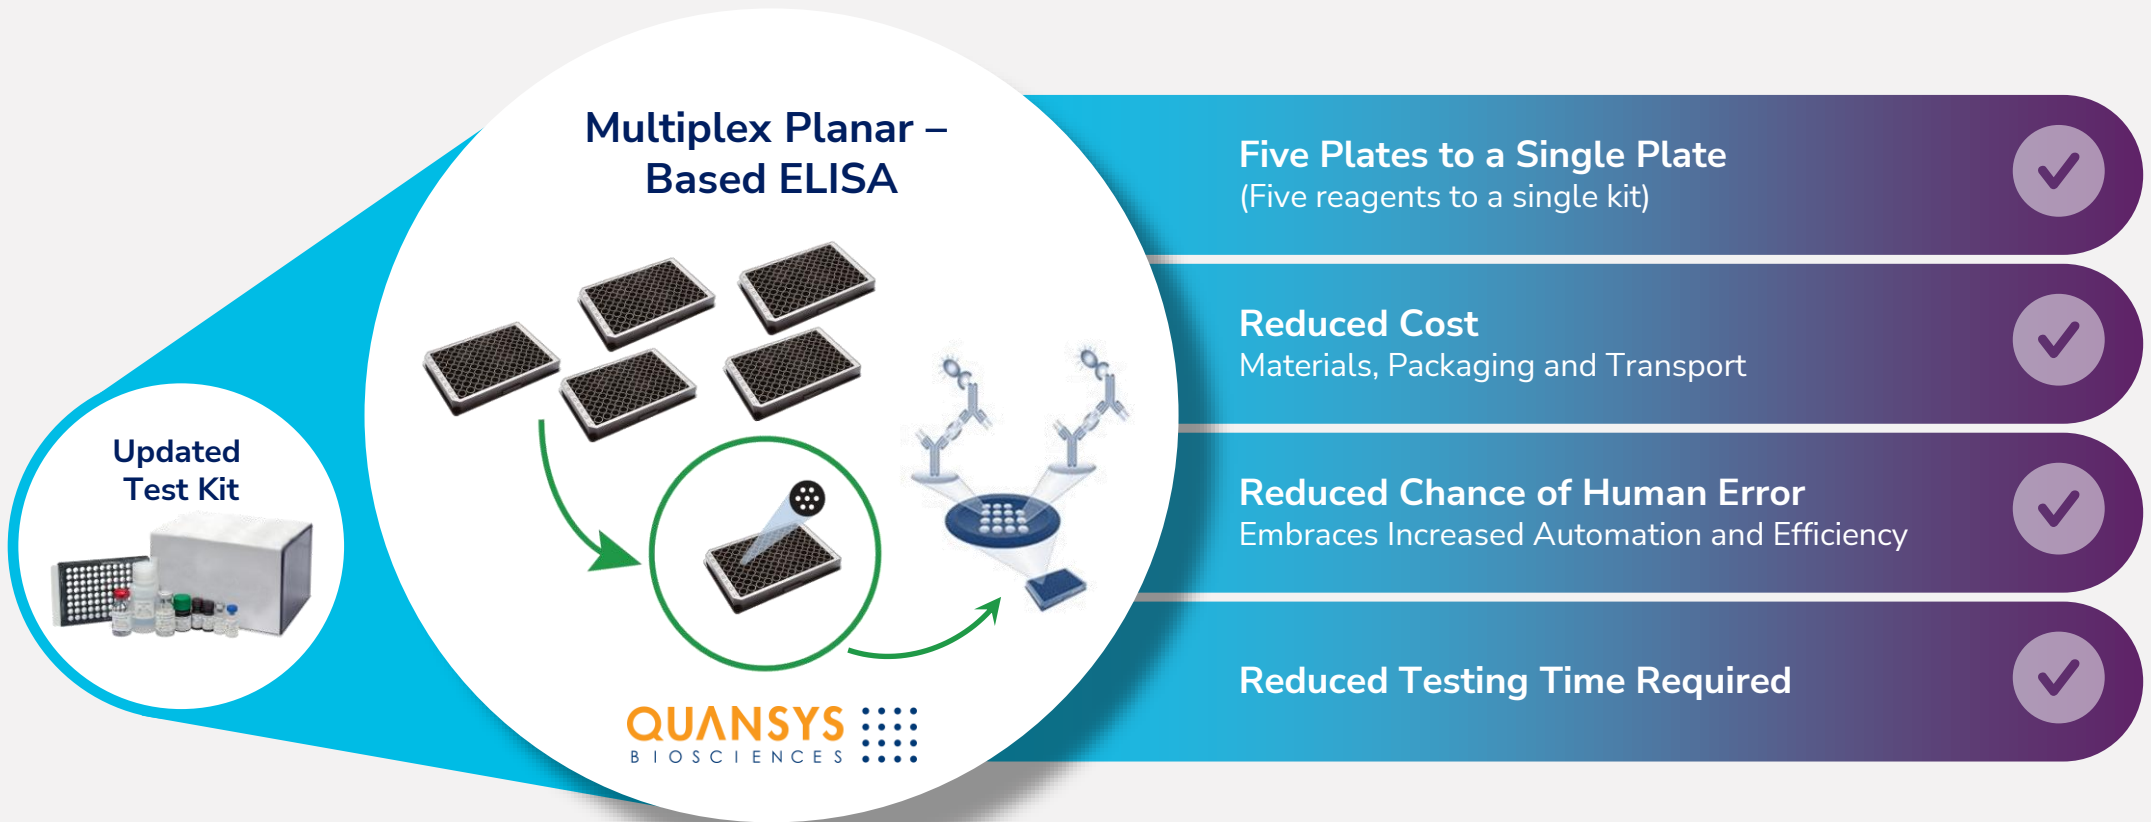 Multiplex Planar –
Based ELISA
Updated
Test Kit
QUANSYS
BIOSCIENCES
Five Plates to a Single Plate
(Five reagents to a single kit)
Reduced Cost
Materials, Packaging and Transport
Reduced Chance of Human Error
Embraces Increased Automation and Efficiency
Reduced Testing Time Required